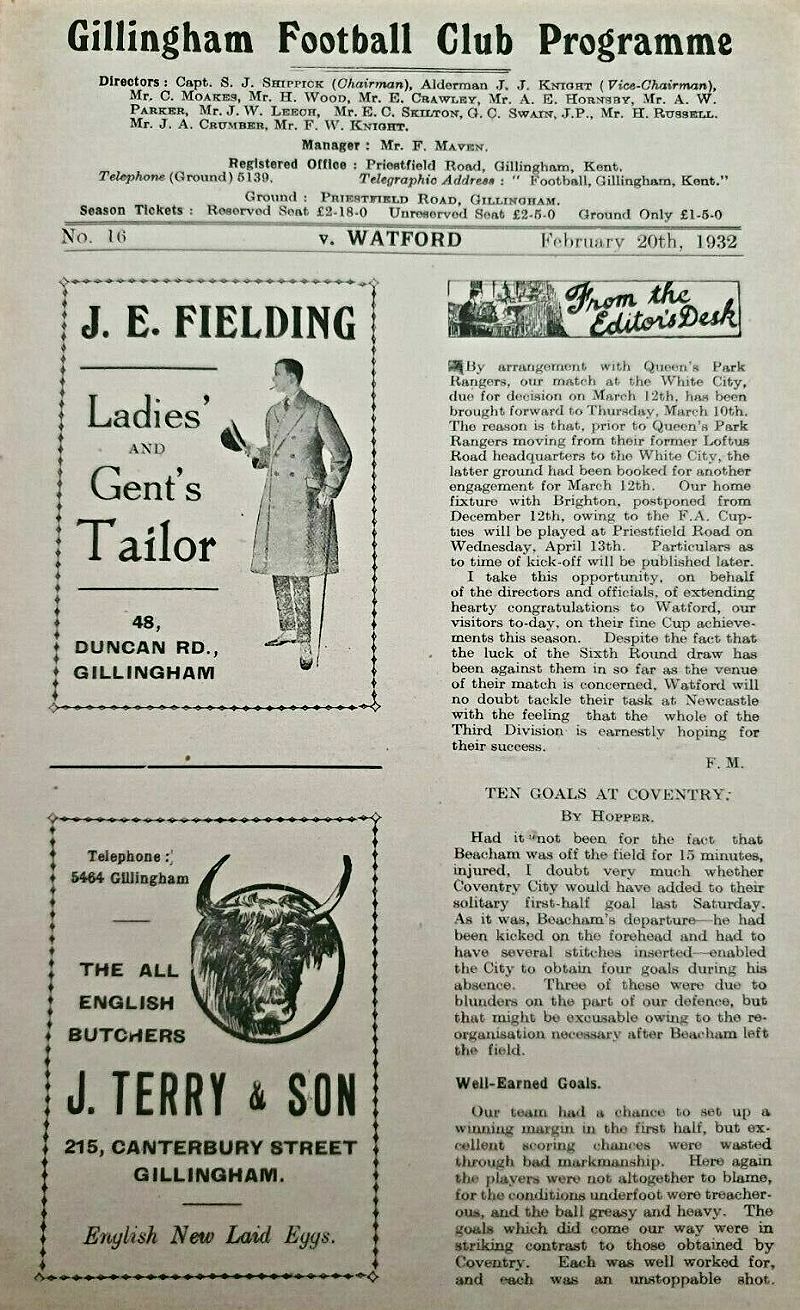 Gillingham Football Club Programme
Directors : Capt. S. J. Shippick (Chairman), Alderman J. J. Knight (Vice-Chairman),
Mr. C. Moakes, Mr. H. Wood, Mr. E. Crawley, Mr. A. E. Hornsby, Mr. A. W.
Parker, Mr. J. W. Leech, Mr. E. C. Skilton, G. C. Swain, J.P., Mr. H. Russell.
Mr. J. A. Crumber, Mr. F. W. Knight.
Manager : Mr. F. Maven.
Registered Office : Priestfield Road, Gillingham, Kent.
Telephone (Ground) 5139. Telegraphic Address : " Football, Gillingham, Kent."
Ground : Priestfield Road, Gillingham.
Season Tickets : Reserved Seat £2-18-0 Unreserved Seat £2-5-0 Ground Only £1-5-0
No. 16 v. WATFORD February 20th, 1932
J. E. FIELDING
Ladies'
AND
Gent's
Tailor
48,
DUNCAN RD.,
GILLINGHAM
Telephone :
5464 Gillingham
THE ALL
ENGLISH
BUTCHERS
J. TERRY & SON
215, CANTERBURY STREET
GILLINGHAM.
English New Laid Eggs.
From the
Editor's Desk
By arrangement with Queen's Park
Rangers, our match at the White City,
due for decision on March 12th, has been
brought forward to Thursday, March 10th.
The reason is that, prior to Queen's Park
Rangers moving from their former Loftus
Road headquarters to the White City, the
latter ground had been booked for another
engagement for March 12th. Our home
fixture with Brighton, postponed from
December 12th, owing to the F.A. Cup-
ties will be played at Priestfield Road on
Wednesday, April 13th. Particulars as
to time of kick-off will be published later.
I take this opportunity, on behalf
of the directors and officials, of extending
hearty congratulations to Watford, our
visitors to-day, on their fine Cup achieve-
ments this season. Despite the fact that
the luck of the Sixth Round draw has
been against them in so far as the venue
of their match is concerned, Watford will
no doubt tackle their task at Newcastle
with the feeling that the whole of the
Third Division is earnestly hoping for
their success.
F. M.
TEN GOALS AT COVENTRY.
By Hopper.
Had it not been for the fact that
Beacham was off the field for 15 minutes,
injured, I doubt very much whether
Coventry City would have added to their
solitary first-half goal last Saturday.
As it was, Beacham's departure—he had
been kicked on the forehead and had to
have several stitches inserted—enabled
the City to obtain four goals during his
absence. Three of these were due to
blunders on the part of our defence, but
that might be excusable owing to the re-
organisation necessary after Beacham left
the field.
Well-Earned Goals.
Our team had a chance to set up a
winning margin in the first half, but ex-
cellent scoring chances were wasted
through bad markmanship. Here again
the players were not altogether to blame,
for the conditions underfoot were treacher-
ous, and the ball greasy and heavy. The
goals which did come our way were in
striking contrast to those obtained by
Coventry. Each was well worked for,
and each was an unstoppable shot.